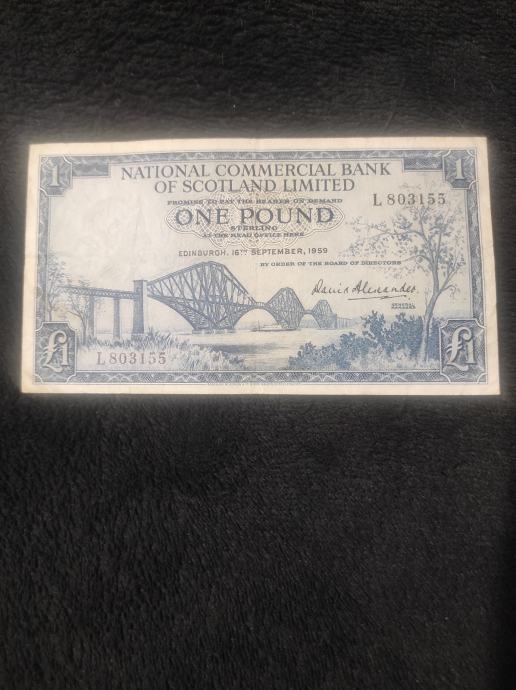 1
1
NATIONAL COMMERCIAL BANK
OF SCOTLAND LIMITED
PROMISE TO PAY THE BEARER ON DEMAND
L 803155
ONE POUND
STERLING
AT THE HEAD OFFICE HERE
EDINBURGH, 16TH SEPTEMBER, 1959
BY ORDER OF THE BOARD OF DIRECTORS
David Alexander
L 803155
£1
£1